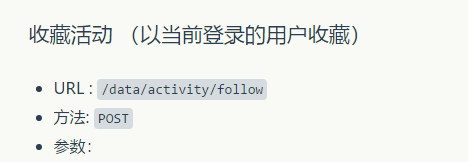 收藏活动 （以当前登录的用户收藏）
URL : /data/activity/follow
方法: POST
参数：